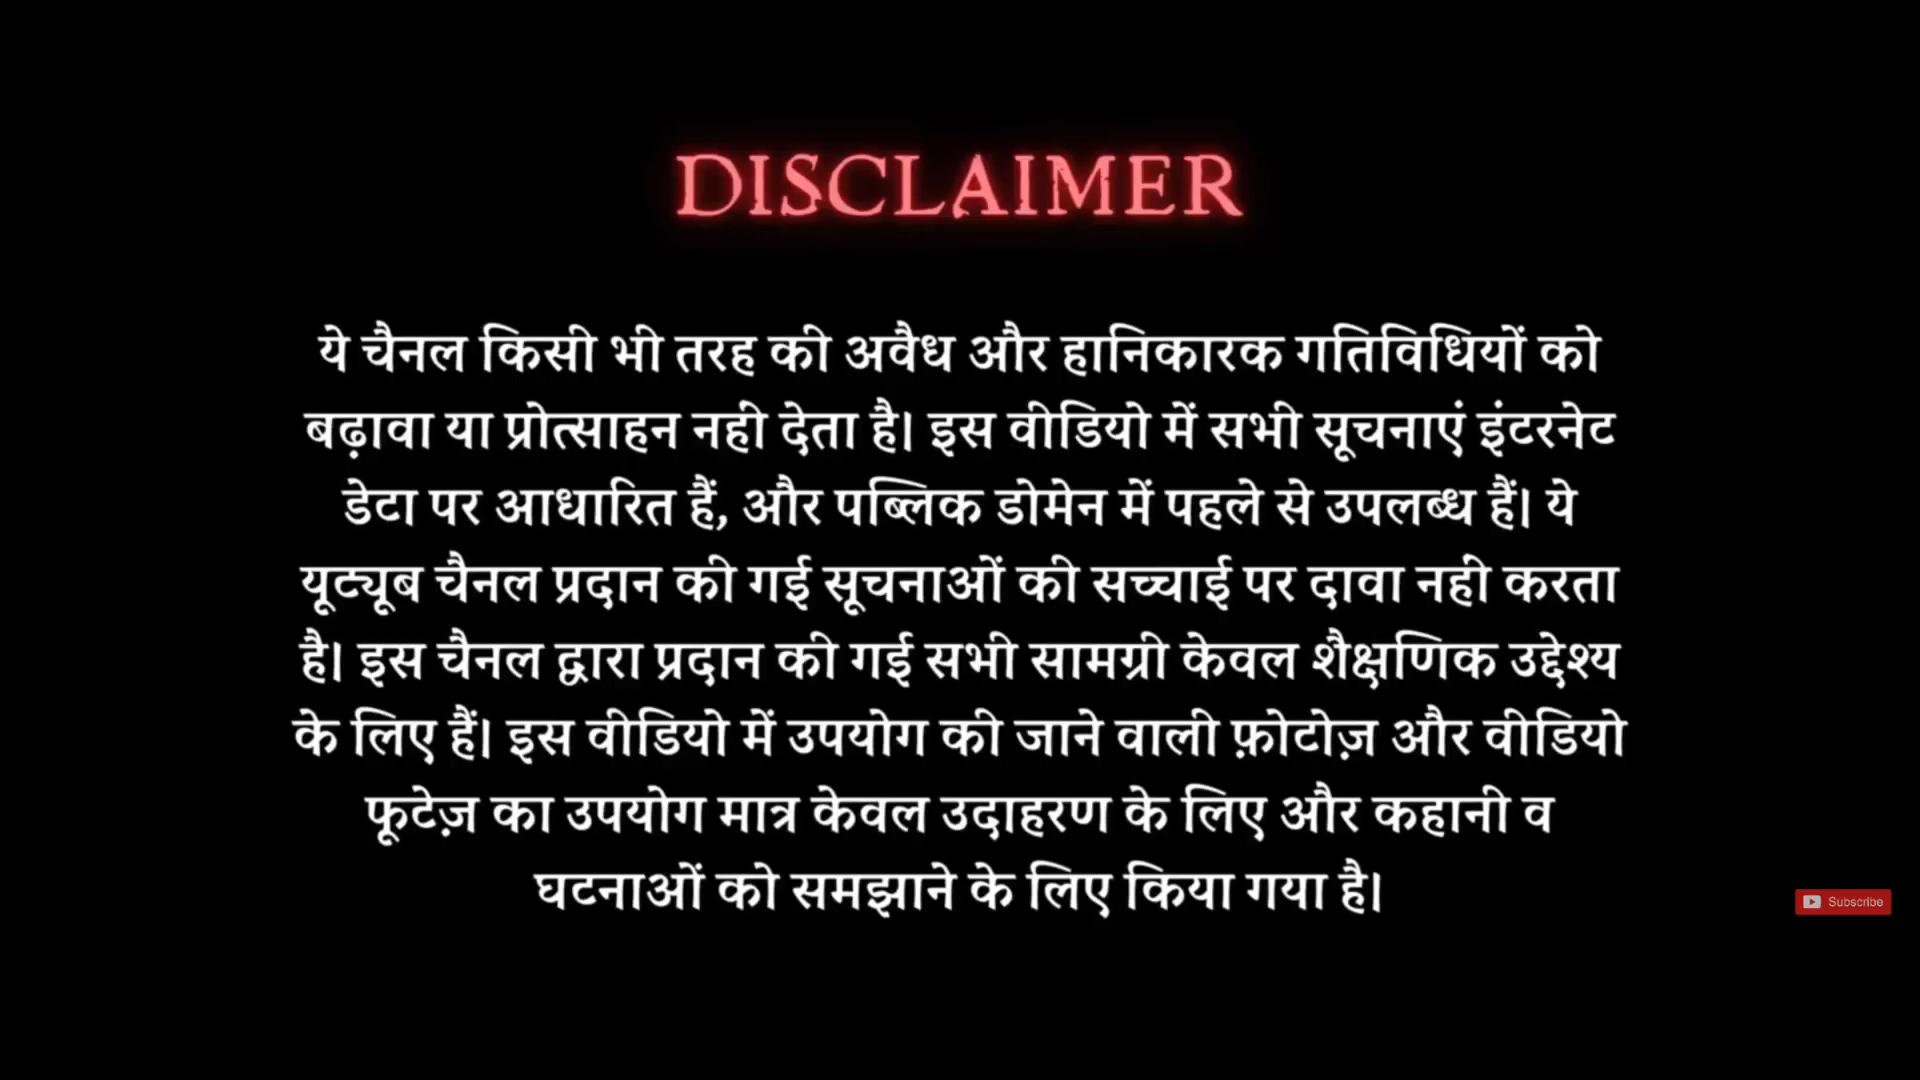 DISCLAIMER
ये चैनल किसी भी तरह की अवैध और हानिकारक गतिविधियों को
बढ़ावा या प्रोत्साहन नहीं देता है। इस वीडियो में सभी सूचनाएं इंटरनेट
डेटा पर आधारित हैं, और पब्लिक डोमेन में पहले से उपलब्ध हैं। ये
यूट्यूब चैनल प्रदान की गई सूचनाओं की सच्चाई पर दावा नहीं करता
है। इस चैनल द्वारा प्रदान की गई सभी सामग्री केवल शैक्षणिक उद्देश्य
के लिए हैं। इस वीडियो में उपयोग की जाने वाली फ़ोटोज़ और वीडियो
फूटेज़ का उपयोग मात्र केवल उदाहरण के लिए और कहानी व
घटनाओं को समझाने के लिए किया गया है।
Subscribe